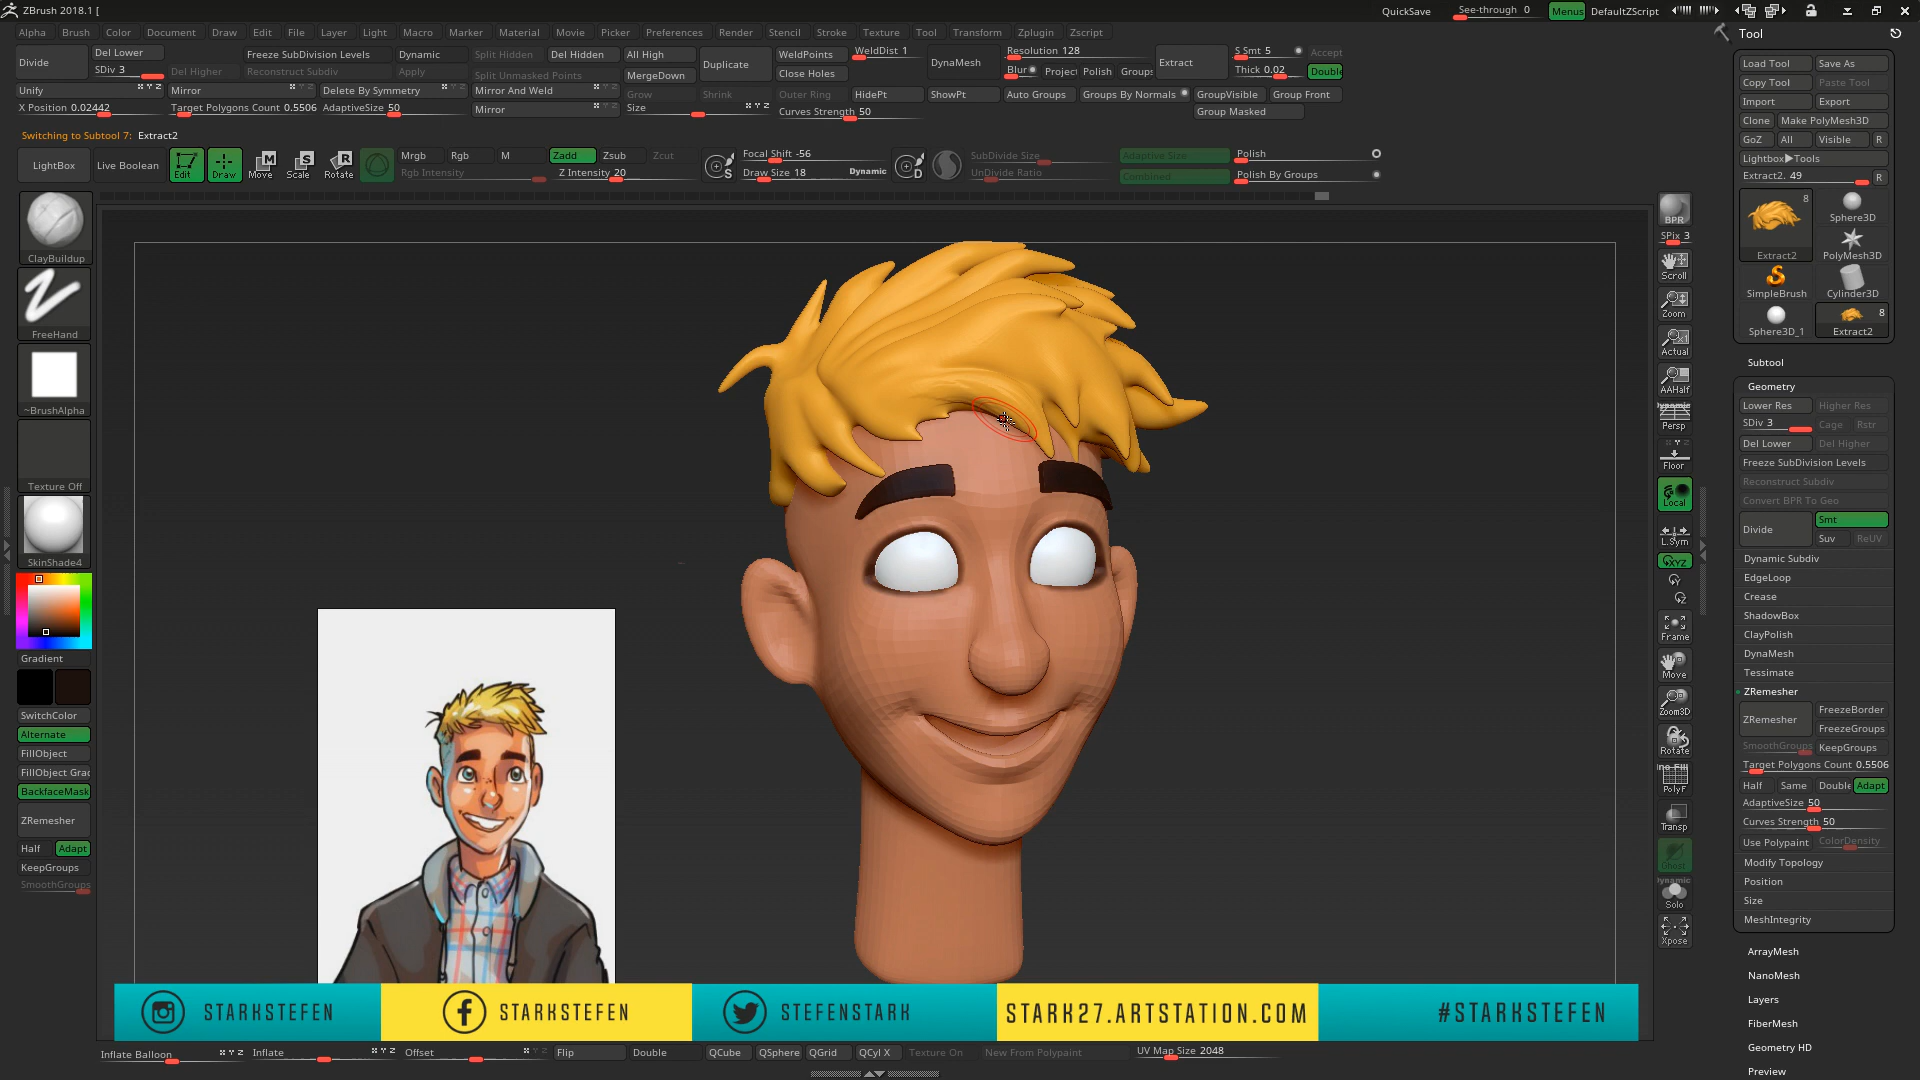 ZBrush 2018.1 [
QuickSave
See-through 0
Menus
DefaultZScript
Alpha Brush Color Document Draw Edit File Layer Light Macro Marker Material Movie Picker Preferences Render Stencil Stroke Texture Tool Transform Zplugin Zscript
Divide
Del Lower
SDiv 3
Del Higher
Freeze SubDivision Levels
Reconstruct Subdiv
Dynamic
Apply
Split Hidden
Del Hidden
Split Unmasked Points
All High
MergeDown
Duplicate
WeldPoints
Close Holes
WeldDist 1
DynaMesh
Resolution 128
Blur Projec Polish Group
Extract
S Smt 5
Thick 0.02
Accept
Double
Unify
Mirror
Delete By Symmetry
Mirror And Weld
Grow
Shrink
Outer Ring
HidePt
ShowPt
Auto Groups
Groups By Normals
GroupVisible
Group Front
X Position 0.02442
Target Polygons Count 0.5506
AdaptiveSize 50
Mirror
Size
Curves Strength 50
Group Masked
Switching to Subtool 7: Extract2
LightBox
Live Boolean
Edit
Draw
Move
Scale
Rotate
Mrgb Rgb M
Rgb Intensity
Zadd Zsub Zcut
Z Intensity 20
Focal Shift -56
Draw Size 18
Dynamic
SubDivide Size
UnDivide Ratio
Adaptive Size
Combined
Polish
Polish By Groups
ClayBuildup
FreeHand
~BrushAlpha
Texture Off
SkinShade4
Gradient
SwitchColor
Alternate
FillObject
FillObject Grad
BackfaceMask
ZRemesher
Half Adapt
KeepGroups
SmoothGroups
BPR
SPix 3
Scroll
Zoom
Actual
AAHalf
Dynamic
Persp
Floor
Local
L.Sym
XYZ
Frame
Move
Zoom3D
Rotate
PolyF
Transp
Ghost
Dynamic
Solo
Xpose
Tool
Load Tool Save As
Copy Tool Paste Tool
Import Export
Clone Make PolyMesh3D
GoZ All Visible R
Lightbox▶Tools
Extract2. 49 R
8
Extract2
Sphere3D
PolyMesh3D
SimpleBrush
Cylinder3D
Sphere3D_1
8
Extract2
Subtool
Geometry
Lower Res Higher Res
SDiv 3 Cage Rstr
Del Lower Del Higher
Freeze SubDivision Levels
Reconstruct Subdiv
Convert BPR To Geo
Divide
Smt
Suv ReUV
Dynamic Subdiv
EdgeLoop
Crease
ShadowBox
ClayPolish
DynaMesh
Tessimate
ZRemesher
ZRemesher
FreezeBorder
FreezeGroups
SmoothGroups KeepGroups
Target Polygons Count 0.5506
Half Same Double Adapt
AdaptiveSize 50
Curves Strength 50
Use Polypaint ColorDensity
Modify Topology
Position
Size
MeshIntegrity
ArrayMesh
NanoMesh
Layers
FiberMesh
Geometry HD
Preview
STARKSTEFEN
STARKSTEFEN
STEFENSTARK
STARK27.ARTSTATION.COM
#STARKSTEFEN
Inflate Balloon
Inflate
Offset
Flip
Double
QCube QSphere QGrid QCyl X
Texture On
New From Polypaint
UV Map Size 2048